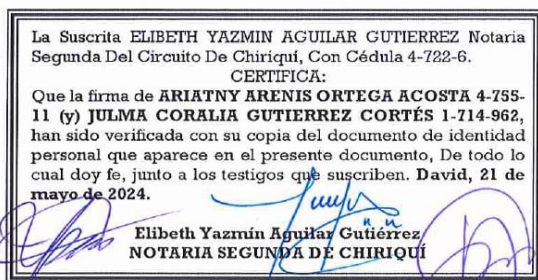 La Suscrita ELIBETH YAZMIN AGUILAR GUTIERREZ Notaria
Segunda Del Circuito De Chiriquí, Con Cédula 4-722-6.
CERTIFICA:
Que la firma de ARIATNY ARENIS ORTEGA ACOSTA 4-755-
11 (y) JULMA CORALIA GUTIERREZ CORTÉS 1-714-962,
han sido verificada con su copia del documento de identidad
personal que aparece en el presente documento, De todo lo
cual doy fe, junto a los testigos que suscriben. David, 21 de
mayo de 2024.
Elibeth Yazmín Aguilar Gutiérrez
NOTARIA SEGUNDA DE CHIRIQUÍ